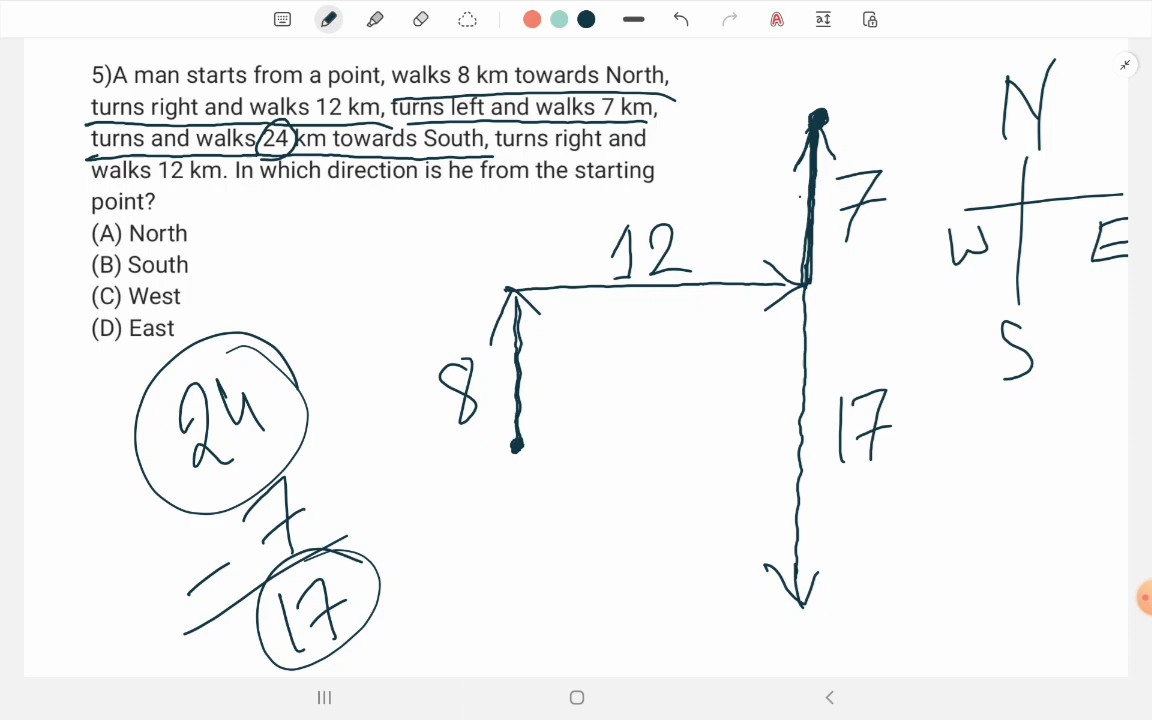 5)A man starts from a point, walks 8 km towards North,
turns right and walks 12 km, turns left and walks 7 km,
turns and walks 24 km towards South, turns right and
walks 12 km. In which direction is he from the starting
point?
(A) North
(B) South
(C) West
(D) East
N
W
E
S
7
12
8
17
24
7
= 17